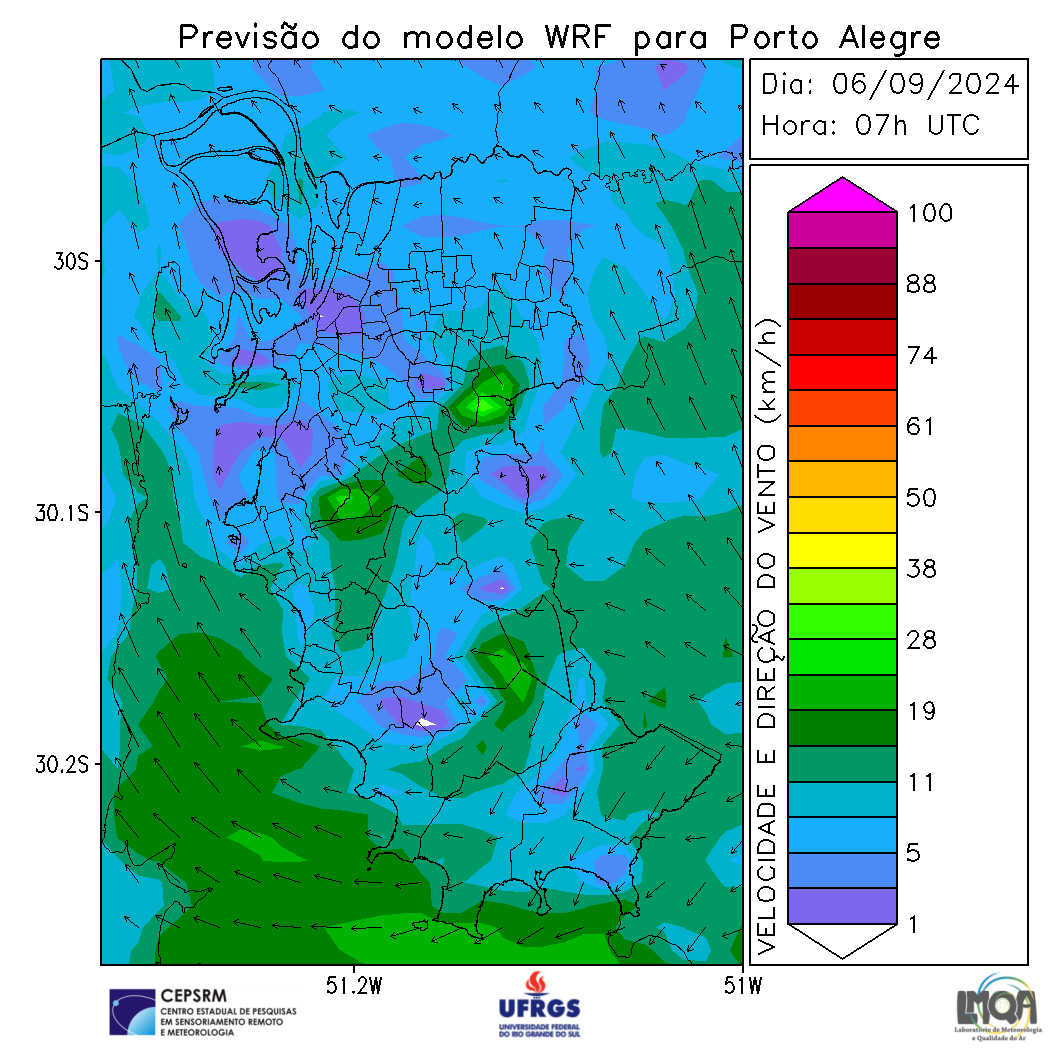 Previsão do modelo WRF para Porto Alegre
Dia: 06/09/2024
Hora: 07h UTC
30S
30.1S
30.2S
51.2W
51W
VELOCIDADE E DIREÇÃO DO VENTO (km/h)
100
88
74
61
50
38
28
19
11
5
1
CEPSRM
CENTRO ESTADUAL DE PESQUISAS
EM SENSORIAMENTO REMOTO
E METEOROLOGIA
UFRGS
UNIVERSIDADE FEDERAL
DO RIO GRANDE DO SUL
LMQA
Laboratório de Meteorologia
e Qualidade do Ar